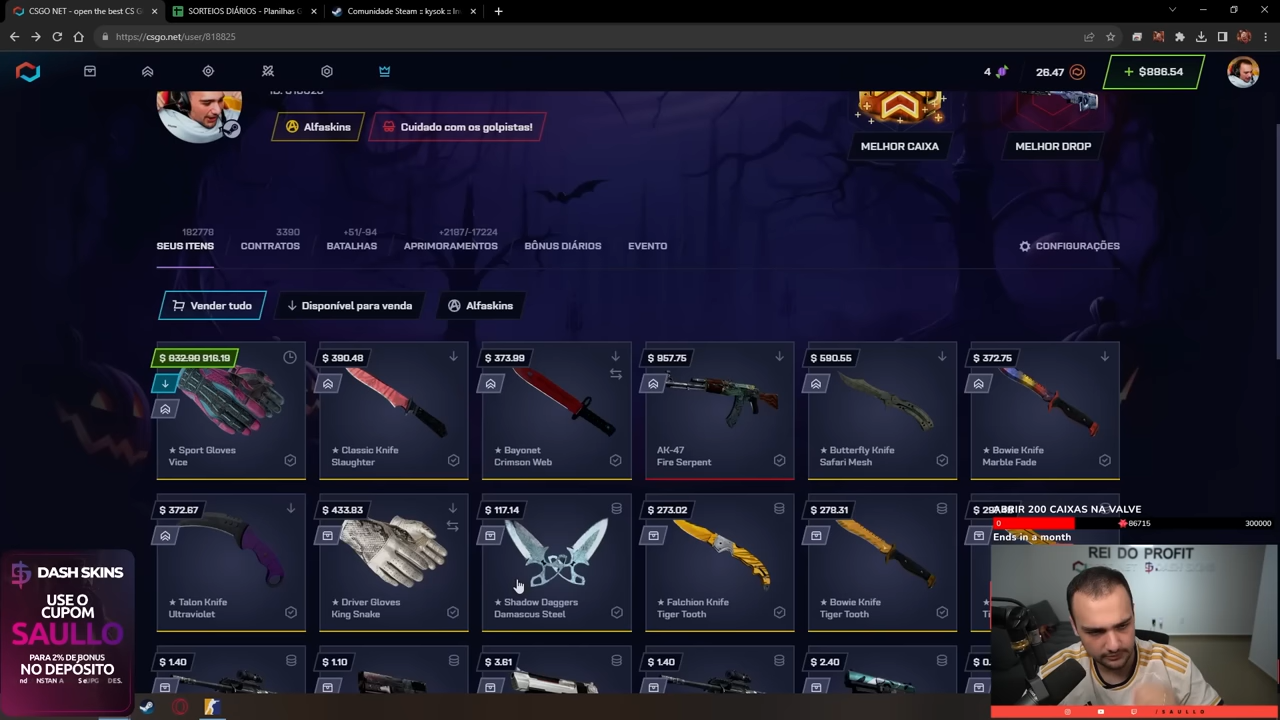 CSGO NET - open the best CS G
SORTEIOS DIÁRIOS - Planilhas G
Comunidade Steam :: kysok :: In
https://csgo.net/user/818825
4
26.47
+ $886.54
Alfaskins
Cuidado com os golpistas!
MELHOR CAIXA
MELHOR DROP
182778
3390
+51/-94
+2187/-17224
SEUS ITENS
CONTRATOS
BATALHAS
APRIMORAMENTOS
BÔNUS DIÁRIOS
EVENTO
CONFIGURAÇÕES
Vender tudo
Disponível para venda
Alfaskins
$ 932.90 916.19
$ 390.48
$ 373.99
$ 957.75
$ 590.55
$ 372.75
★ Sport Gloves
Vice
★ Classic Knife
Slaughter
★ Bayonet
Crimson Web
AK-47
Fire Serpent
★ Butterfly Knife
Safari Mesh
★ Bowie Knife
Marble Fade
$ 372.67
$ 433.83
$ 117.14
$ 273.02
$ 278.31
★ Talon Knife
Ultraviolet
★ Driver Gloves
King Snake
★ Shadow Daggers
Damascus Steel
★ Falchion Knife
Tiger Tooth
★ Bowie Knife
Tiger Tooth
$ 1.40
$ 1.10
$ 3.61
$ 1.40
$ 2.40
$ 0.
ABRIR 200 CAIXAS NA VALVE
0
86715
300000
Ends in a month
REI DO PROFIT
DASH SKINS
/SAULLO
DASH SKINS
USE O
CUPOM
SAULLO
PARA 2% DE BONUS
NO DEPÓSITO